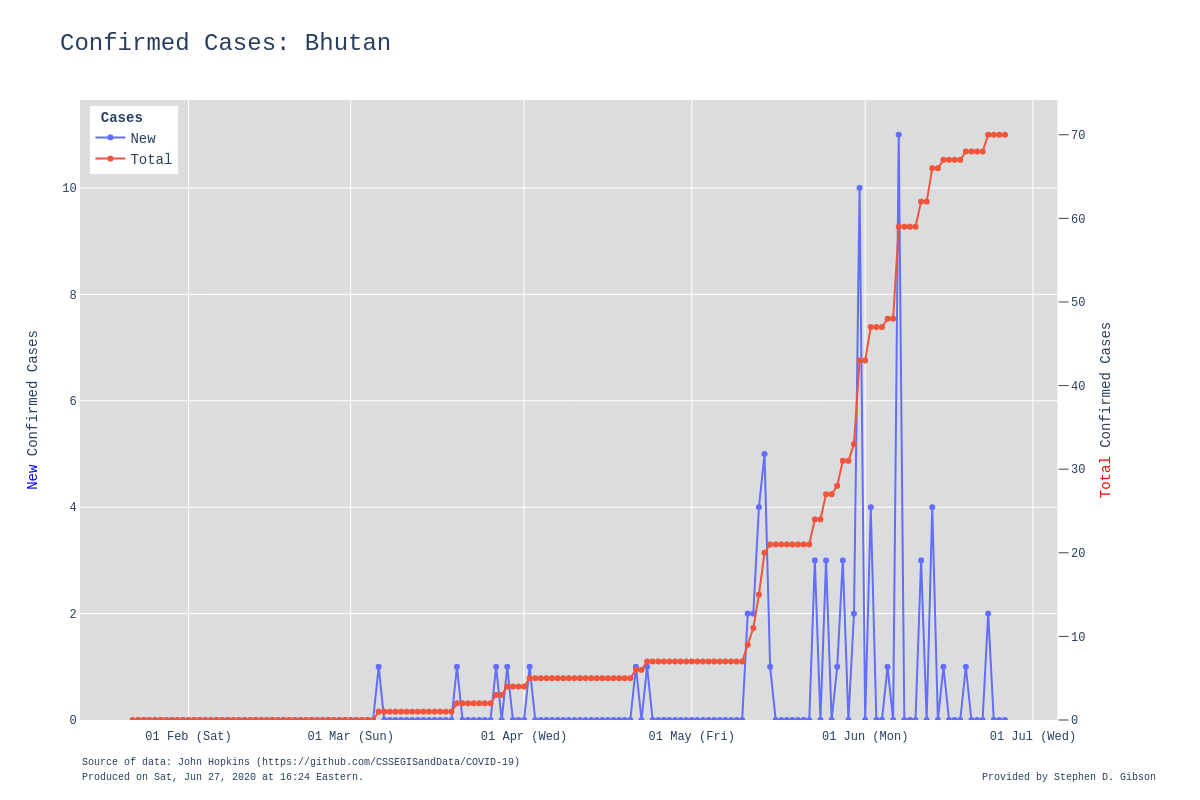 Confirmed Cases: Bhutan
Cases
New
Total
10
8
6
4
2
0
70
60
50
40
30
20
10
0
New Confirmed Cases
Total Confirmed Cases
01 Feb (Sat)
01 Mar (Sun)
01 Apr (Wed)
01 May (Fri)
01 Jun (Mon)
01 Jul (Wed)
Source of data: John Hopkins (https://github.com/CSSEGISandData/COVID-19)
Produced on Sat, Jun 27, 2020 at 16:24 Eastern.
Provided by Stephen D. Gibson